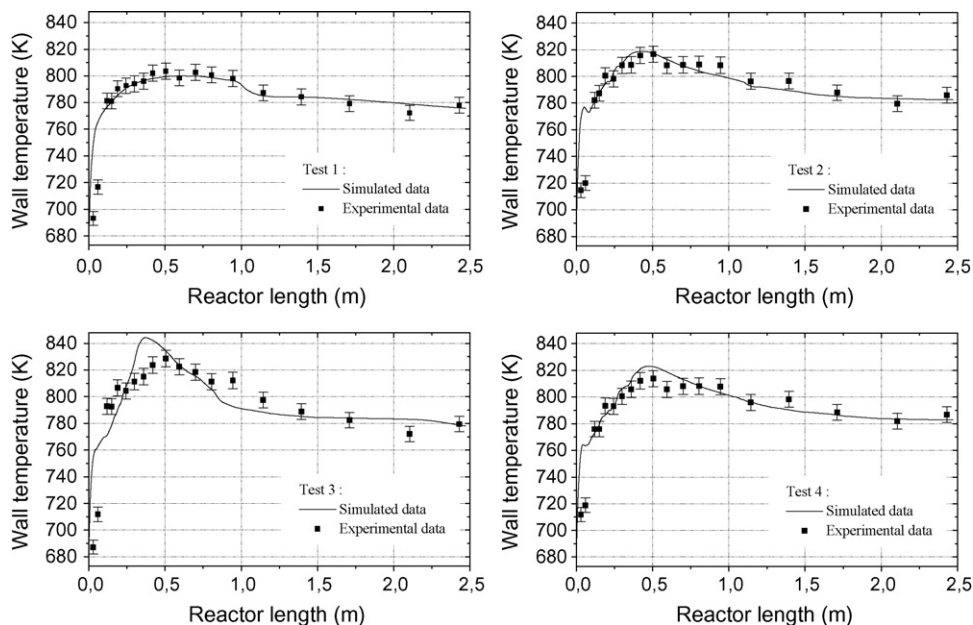 840
820
800
780
760
740
720
700
680
Wall temperature (K)
Test 1 :
Simulated data
Experimental data
0,0 0,5 1,0 1,5 2,0 2,5
Reactor length (m)
840
820
800
780
760
740
720
700
680
Wall temperature (K)
Test 2 :
Simulated data
Experimental data
0,0 0,5 1,0 1,5 2,0 2,5
Reactor length (m)
840
820
800
780
760
740
720
700
680
Wall temperature (K)
Test 3 :
Simulated data
Experimental data
0,0 0,5 1,0 1,5 2,0 2,5
Reactor length (m)
840
820
800
780
760
740
720
700
680
Wall temperature (K)
Test 4 :
Simulated data
Experimental data
0,0 0,5 1,0 1,5 2,0 2,5
Reactor length (m)